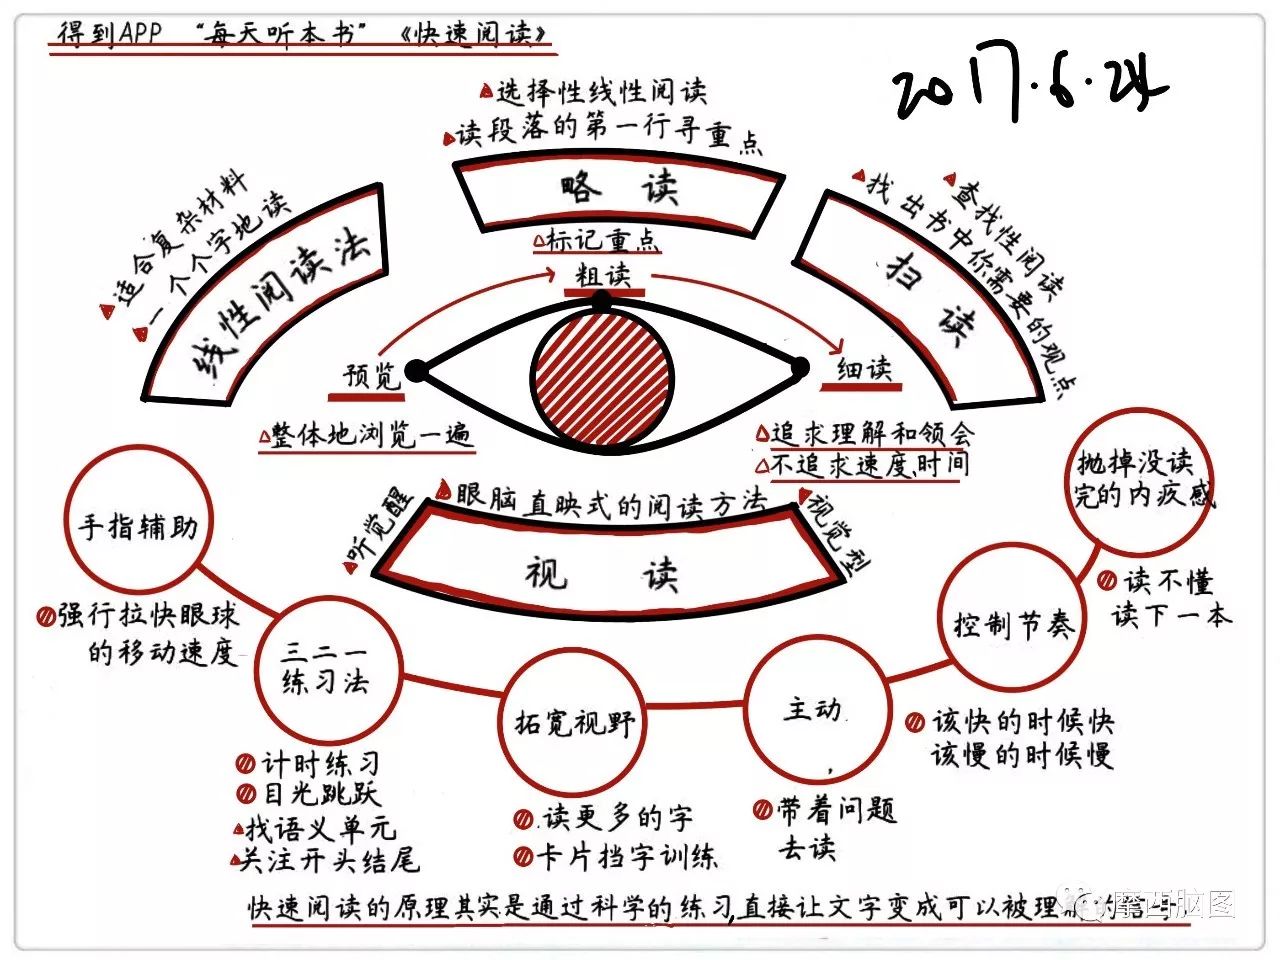 得到APP “每天听本书” 《快速阅读》
2017.6.24
选择性线性阅读
读段落的第一行寻重点
略 读
标记重点
适合复杂材料
一个个字地读
线性阅读法
查找性阅读
找出书中你需要的观点
扫 读
粗读
预览
整体地浏览一遍
细读
追求理解和领会
不追求速度、时间
听觉醒
眼脑直映式的阅读方法
视觉型
视 读
手指辅助
强行拉快眼球
的移动速度
三二一
练习法
计时练习
目光跳跃
找语义单元
关注开头结尾
拓宽视野
读更多的字
卡片挡字训练
主动
带着问题
去读
控制节奏
该快的时候快
该慢的时候慢
抛掉没读
完的内疚感
读不懂
读下一本
快速阅读的原理其实是通过科学的练习,直接让文字变成可以被理解的
摩西脑图